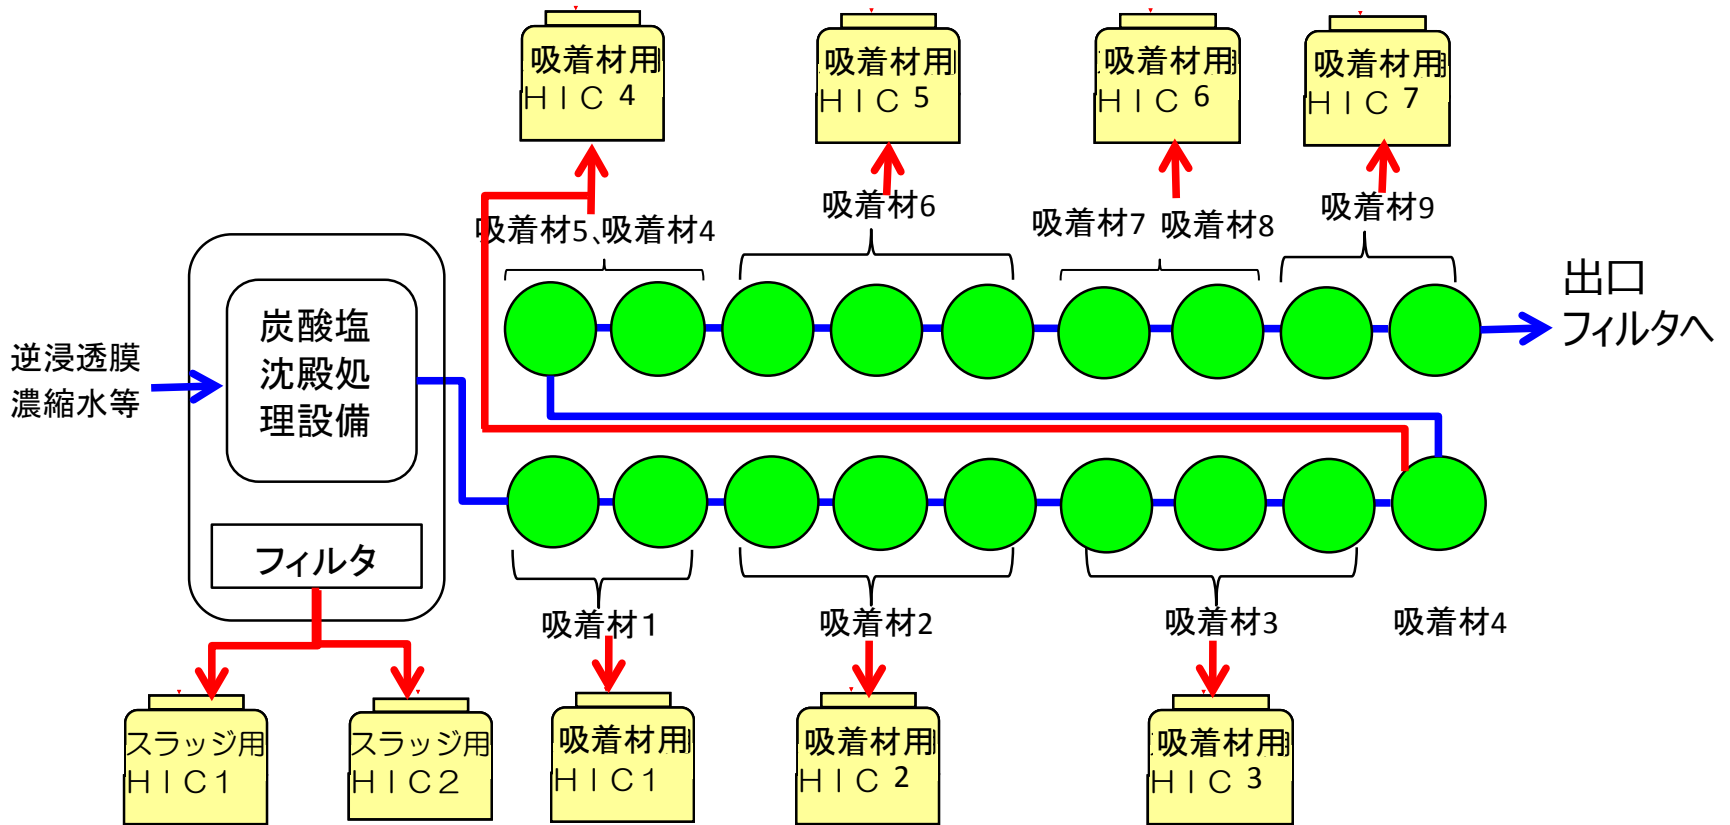 吸着材用
ＨＩＣ４
吸着材用
ＨＩＣ５
吸着材用
ＨＩＣ６
吸着材用
ＨＩＣ７
吸着材5、吸着材4
吸着材6
吸着材7 吸着材8
吸着材9
逆浸透膜
濃縮水等
炭酸塩
沈殿処
理設備
フィルタ
出口
フィルタへ
吸着材1
吸着材2
吸着材3
吸着材4
スラッジ用
ＨＩＣ１
スラッジ用
ＨＩＣ２
吸着材用
ＨＩＣ１
吸着材用
ＨＩＣ２
吸着材用
ＨＩＣ３